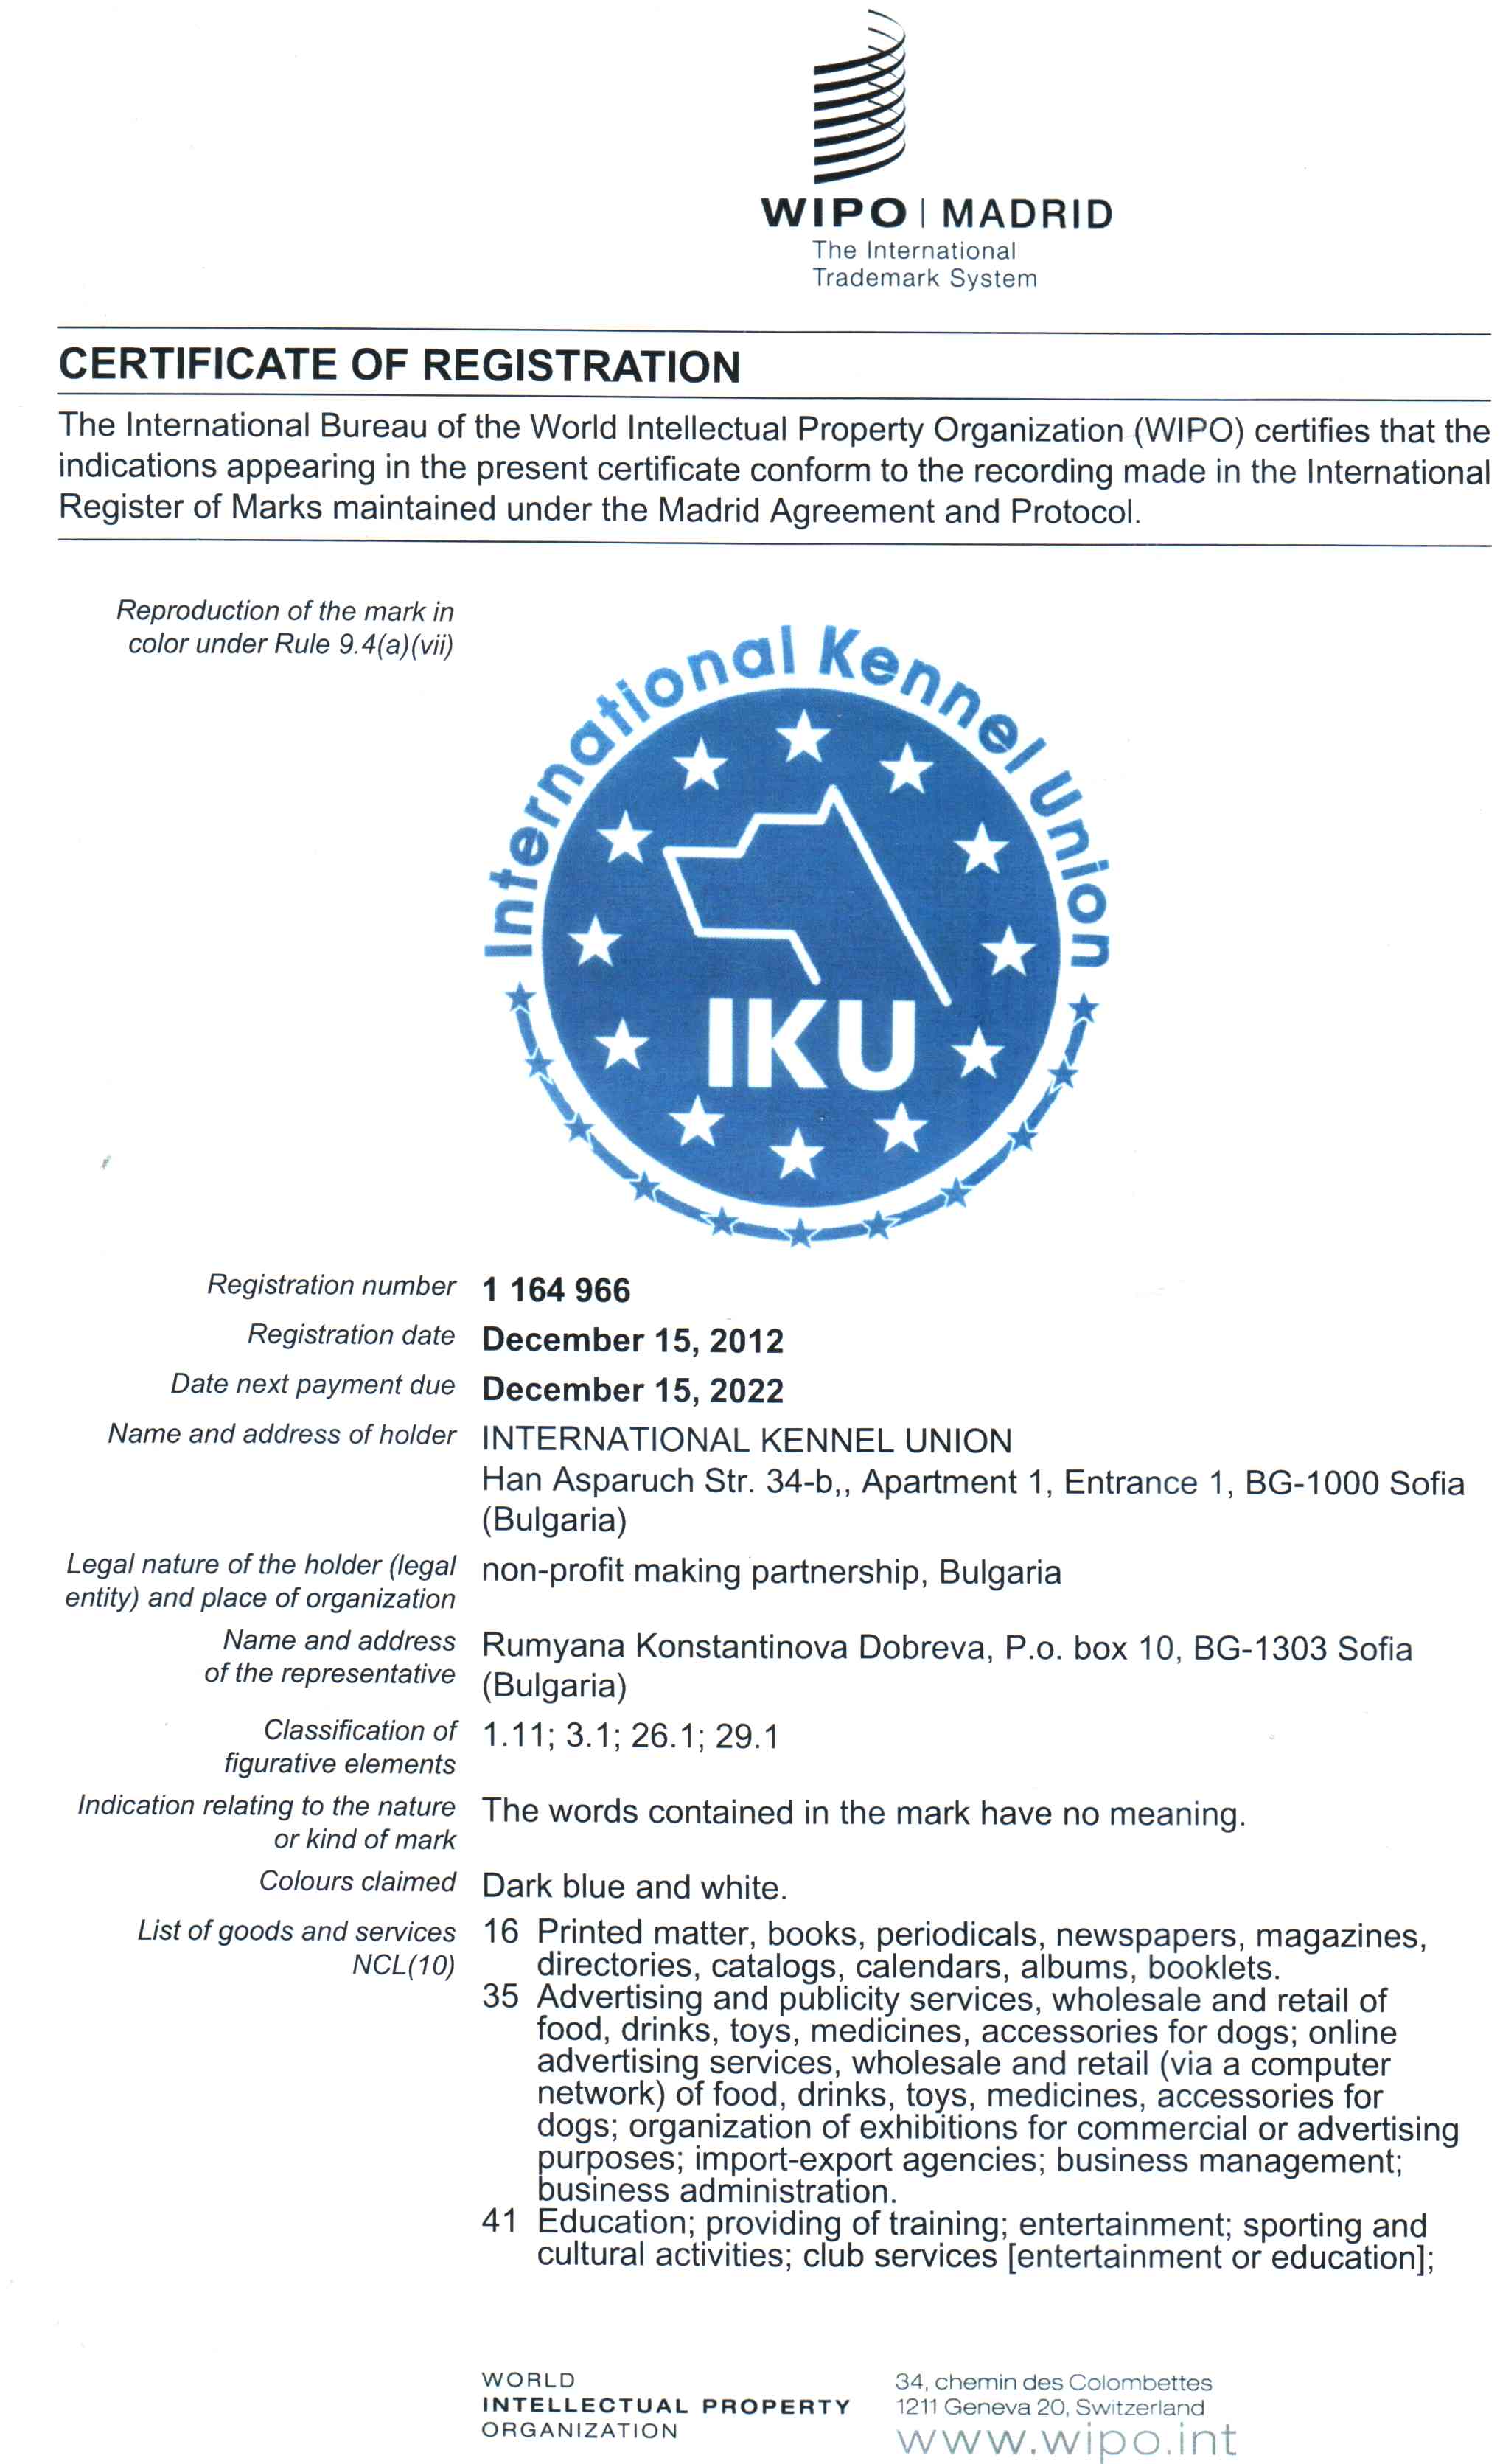 WIPO | MADRID
The International
Trademark System
CERTIFICATE OF REGISTRATION
The International Bureau of the World Intellectual Property Organization (WIPO) certifies that the
indications appearing in the present certificate conform to the recording made in the International
Register of Marks maintained under the Madrid Agreement and Protocol.
Reproduction of the mark in
color under Rule 9.4(a)(vii)
International Kennel Union
IKU
Registration number 1 164 966
Registration date December 15, 2012
Date next payment due December 15, 2022
Name and address of holder INTERNATIONAL KENNEL UNION
Han Asparuch Str. 34-b,, Apartment 1, Entrance 1, BG-1000 Sofia
(Bulgaria)
Legal nature of the holder (legal non-profit making partnership, Bulgaria
entity) and place of organization
Name and address Rumyana Konstantinova Dobreva, P.o. box 10, BG-1303 Sofia
of the representative (Bulgaria)
Classification of 1.11; 3.1; 26.1; 29.1
figurative elements
Indication relating to the nature The words contained in the mark have no meaning.
or kind of mark
Colours claimed Dark blue and white.
List of goods and services 16 Printed matter, books, periodicals, newspapers, magazines,
NCL(10) directories, catalogs, calendars, albums, booklets.
35 Advertising and publicity services, wholesale and retail of
food, drinks, toys, medicines, accessories for dogs; online
advertising services, wholesale and retail (via a computer
network) of food, drinks, toys, medicines, accessories for
dogs; organization of exhibitions for commercial or advertising
purposes; import-export agencies; business management;
business administration.
41 Education; providing of training; entertainment; sporting and
cultural activities; club services [entertainment or education];
WORLD
INTELLECTUAL PROPERTY
ORGANIZATION
34, chemin des Colombettes
1211 Geneva 20, Switzerland
www.wipo.int